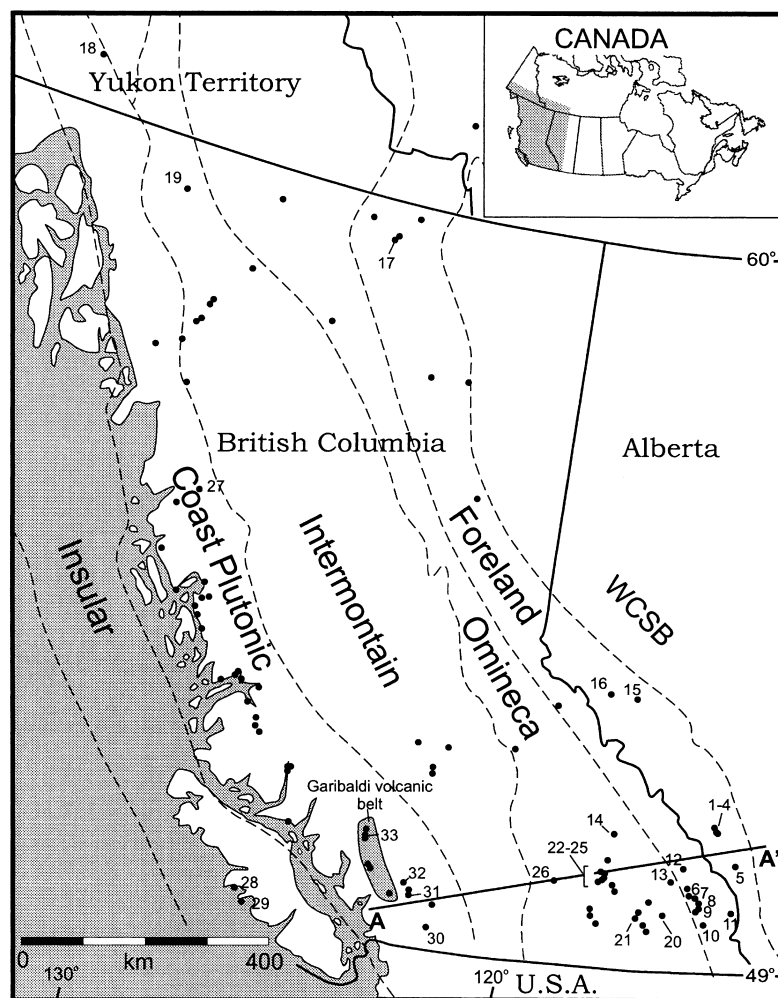 CANADA
18
Yukon Territory
19
17
60°
British Columbia
Alberta
27
Coast Plutonic
Intermontain
Foreland
Insular
WCSB
Omineca
16
15
Garibaldi volcanic
belt
33
14
1-4
22-25
A'
12
5
32
26
13
28
31
6
7
8
29
A
9
11
30
21
20
10
0
km
400
130°
120°
49°
U.S.A.